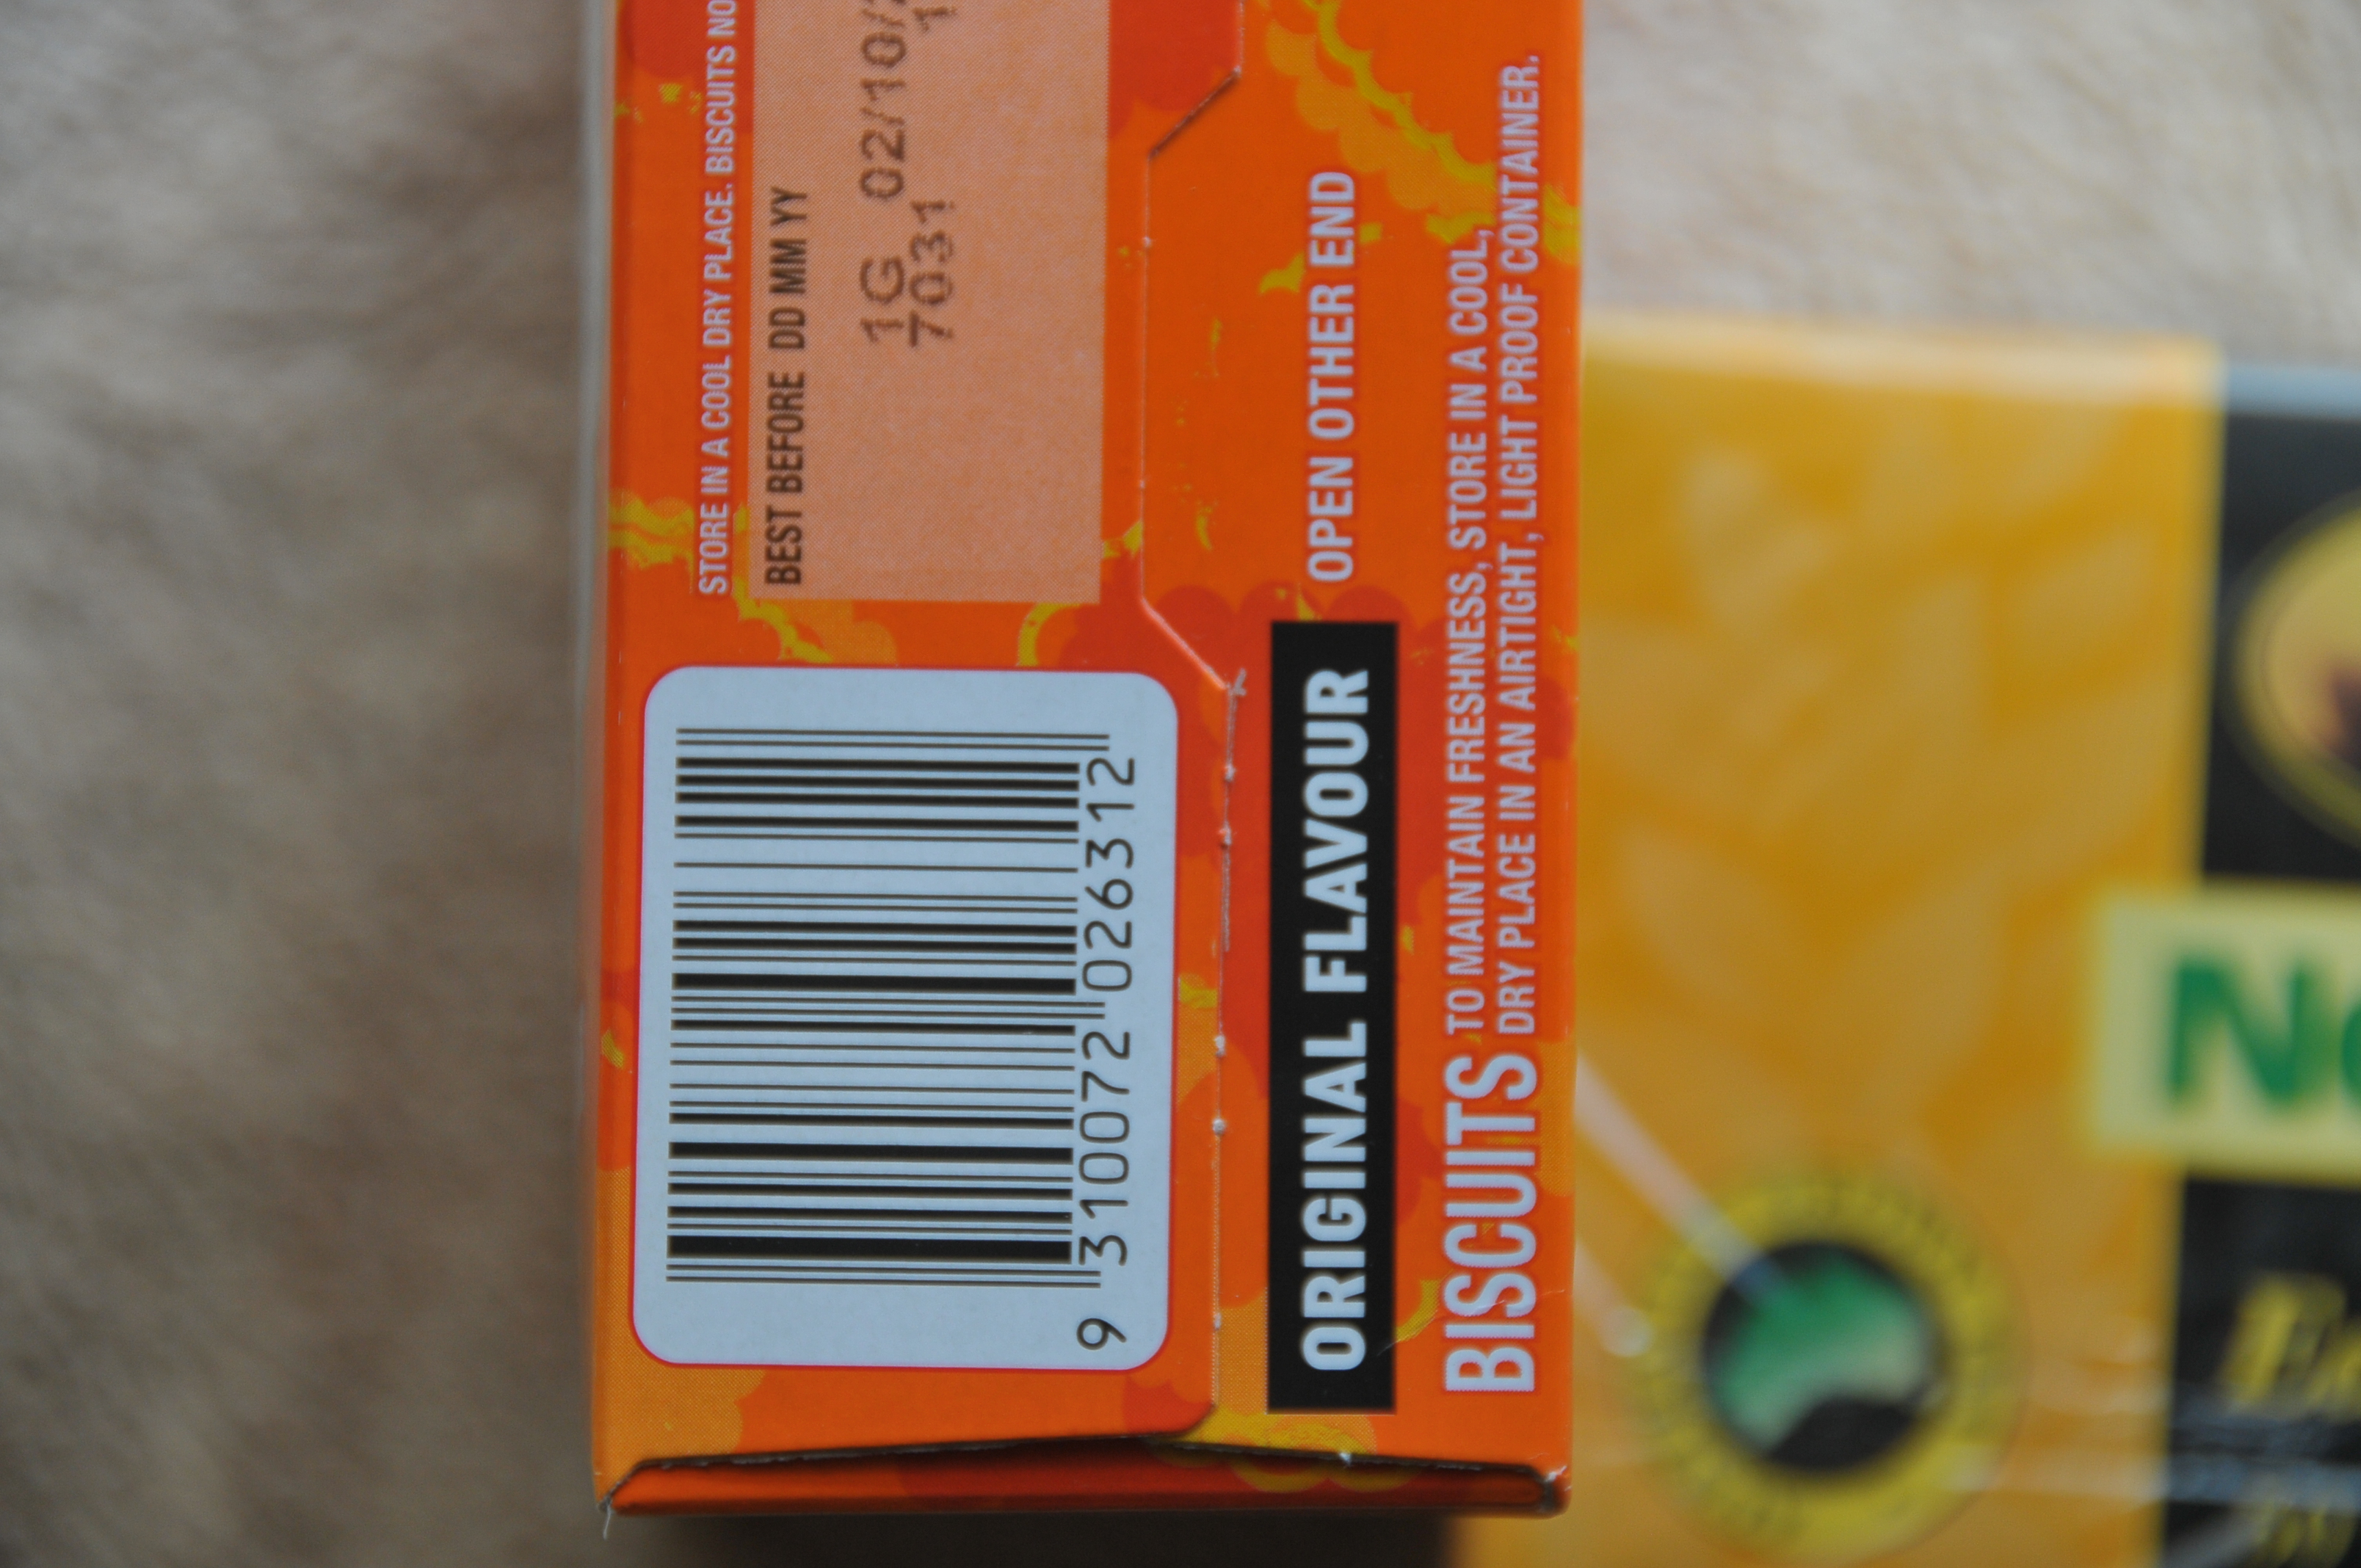 STORE IN A COOL DRY PLACE. BISCUITS NO
BEST BEFORE DD MM YY
1G 02/10/
7031 1
9 310072 026312
OPEN OTHER END
ORIGINAL FLAVOUR
BISCUITS TO MAINTAIN FRESHNESS, STORE IN A COOL,
DRY PLACE IN AN AIRTIGHT, LIGHT PROOF CONTAINER.